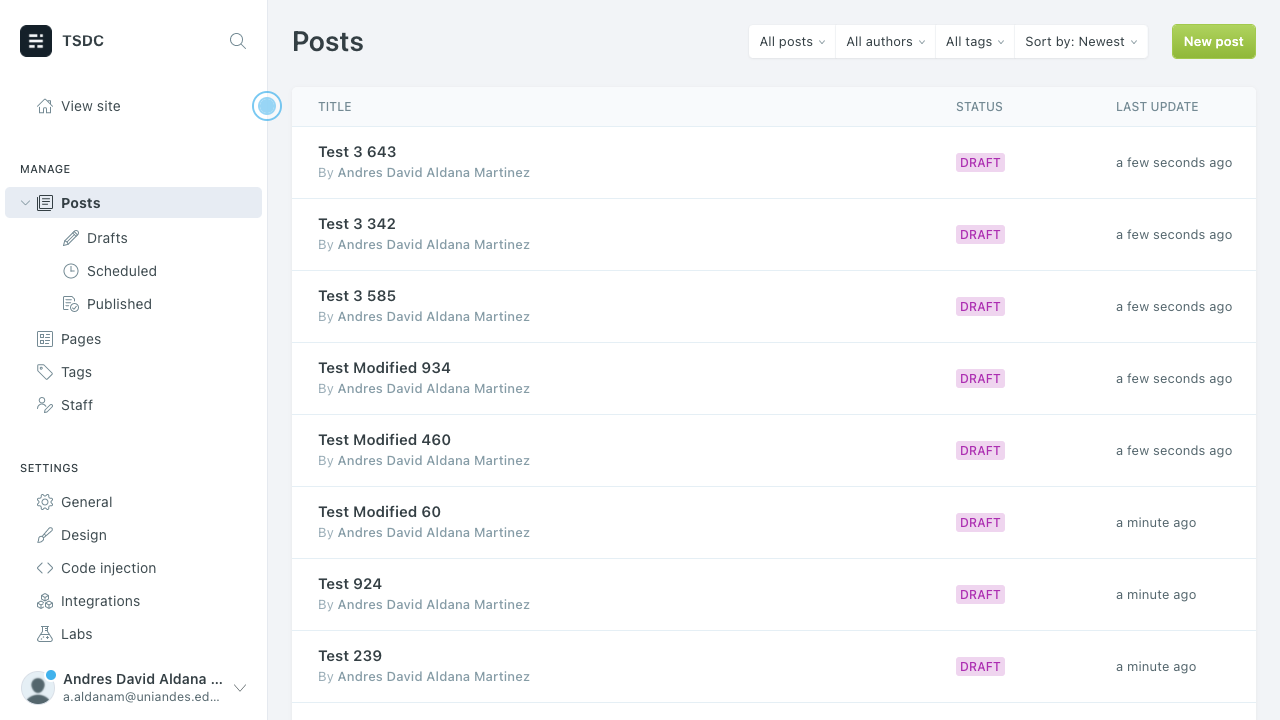 TSDC
View site
MANAGE
Posts
Drafts
Scheduled
Published
Pages
Tags
Staff
SETTINGS
General
Design
Code injection
Integrations
Labs
Andres David Aldana ...
a.aldanam@uniandes.ed...
Posts
All posts
All authors
All tags
Sort by: Newest
New post
TITLE STATUS LAST UPDATE
Test 3 643
By Andres David Aldana Martinez
DRAFT
a few seconds ago
Test 3 342
By Andres David Aldana Martinez
DRAFT
a few seconds ago
Test 3 585
By Andres David Aldana Martinez
DRAFT
a few seconds ago
Test Modified 934
By Andres David Aldana Martinez
DRAFT
a few seconds ago
Test Modified 460
By Andres David Aldana Martinez
DRAFT
a few seconds ago
Test Modified 60
By Andres David Aldana Martinez
DRAFT
a minute ago
Test 924
By Andres David Aldana Martinez
DRAFT
a minute ago
Test 239
By Andres David Aldana Martinez
DRAFT
a minute ago